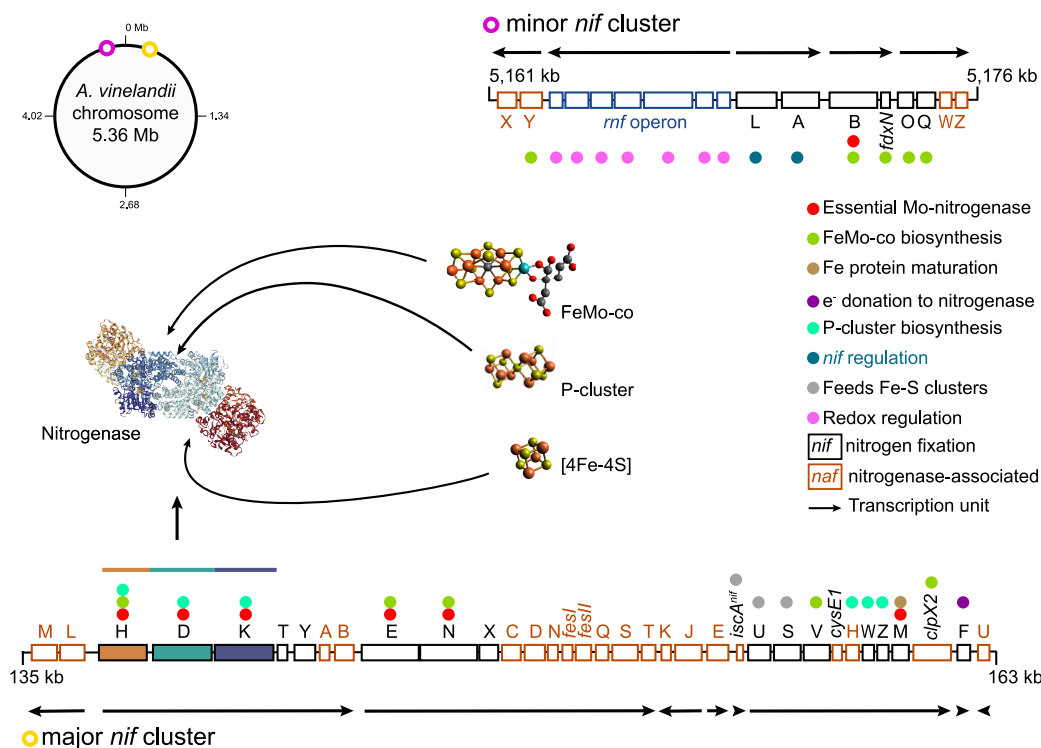 0 Mb
A. vinelandii
chromosome
5.36 Mb
4.02
1.34
2.68
minor nif cluster
5,161 kb
5,176 kb
X Y rnf operon L A B fdxN O Q W Z
Essential Mo-nitrogenase
FeMo-co biosynthesis
Fe protein maturation
e- donation to nitrogenase
P-cluster biosynthesis
nif regulation
Feeds Fe-S clusters
Redox regulation
nif nitrogen fixation
naf nitrogenase-associated
Transcription unit
FeMo-co
P-cluster
[4Fe-4S]
Nitrogenase
M L H D K T Y A B E N X C D N fesI fesII Q S T K J E iscAnif U S V cysE1 H W Z M clpX2 F U
135 kb
163 kb
major nif cluster